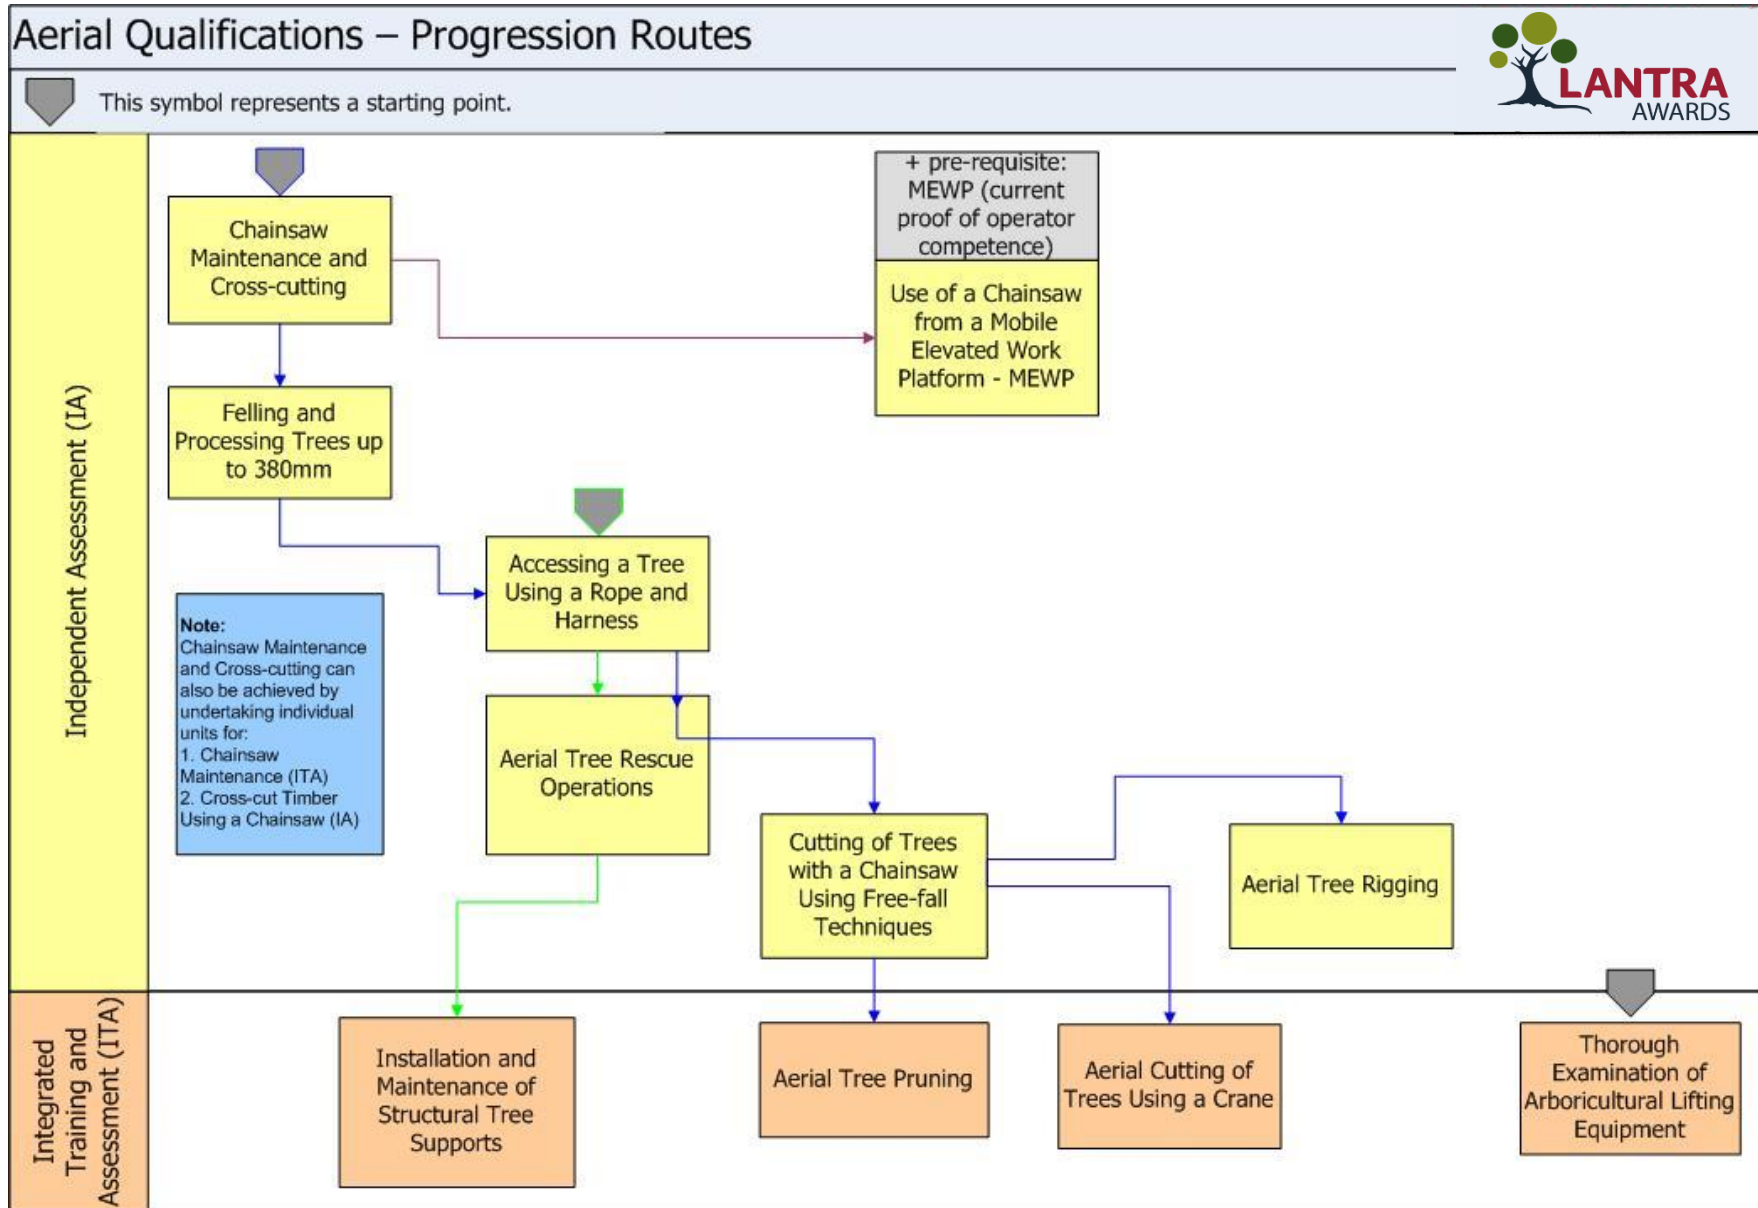 Aerial Qualifications – Progression Routes
LANTRA
AWARDS
This symbol represents a starting point.
Independent Assessment (IA)
Chainsaw
Maintenance and
Cross-cutting
+ pre-requisite:
MEWP (current
proof of operator
competence)
Use of a Chainsaw
from a Mobile
Elevated Work
Platform - MEWP
Felling and
Processing Trees up
to 380mm
Accessing a Tree
Using a Rope and
Harness
Note:
Chainsaw Maintenance
and Cross-cutting can
also be achieved by
undertaking individual
units for:
1. Chainsaw
Maintenance (ITA)
2. Cross-cut Timber
Using a Chainsaw (IA)
Aerial Tree Rescue
Operations
Cutting of Trees
with a Chainsaw
Using Free-fall
Techniques
Aerial Tree Rigging
Integrated
Training and
Assessment (ITA)
Installation and
Maintenance of
Structural Tree
Supports
Aerial Tree Pruning
Aerial Cutting of
Trees Using a Crane
Thorough
Examination of
Arboricultural Lifting
Equipment